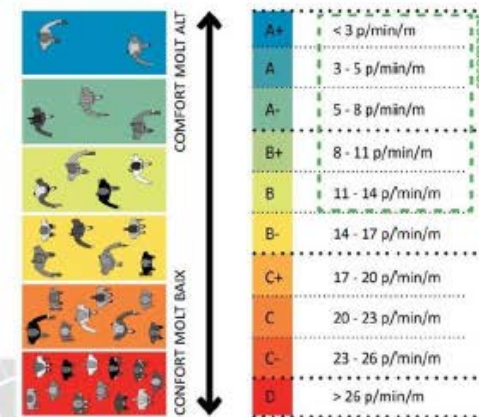 COMFORT MOLT ALT
CONFORT MOLT BAIX
A+ < 3 p/min/m
A 3 - 5 p/min/m
A- 5 - 8 p/min/m
B+ 8 - 11 p/min/m
B 11 - 14 p/min/m
B- 14 - 17 p/min/m
C+ 17 - 20 p/min/m
C 20 - 23 p/min/m
C- 23 - 26 p/min/m
D > 26 p/min/m